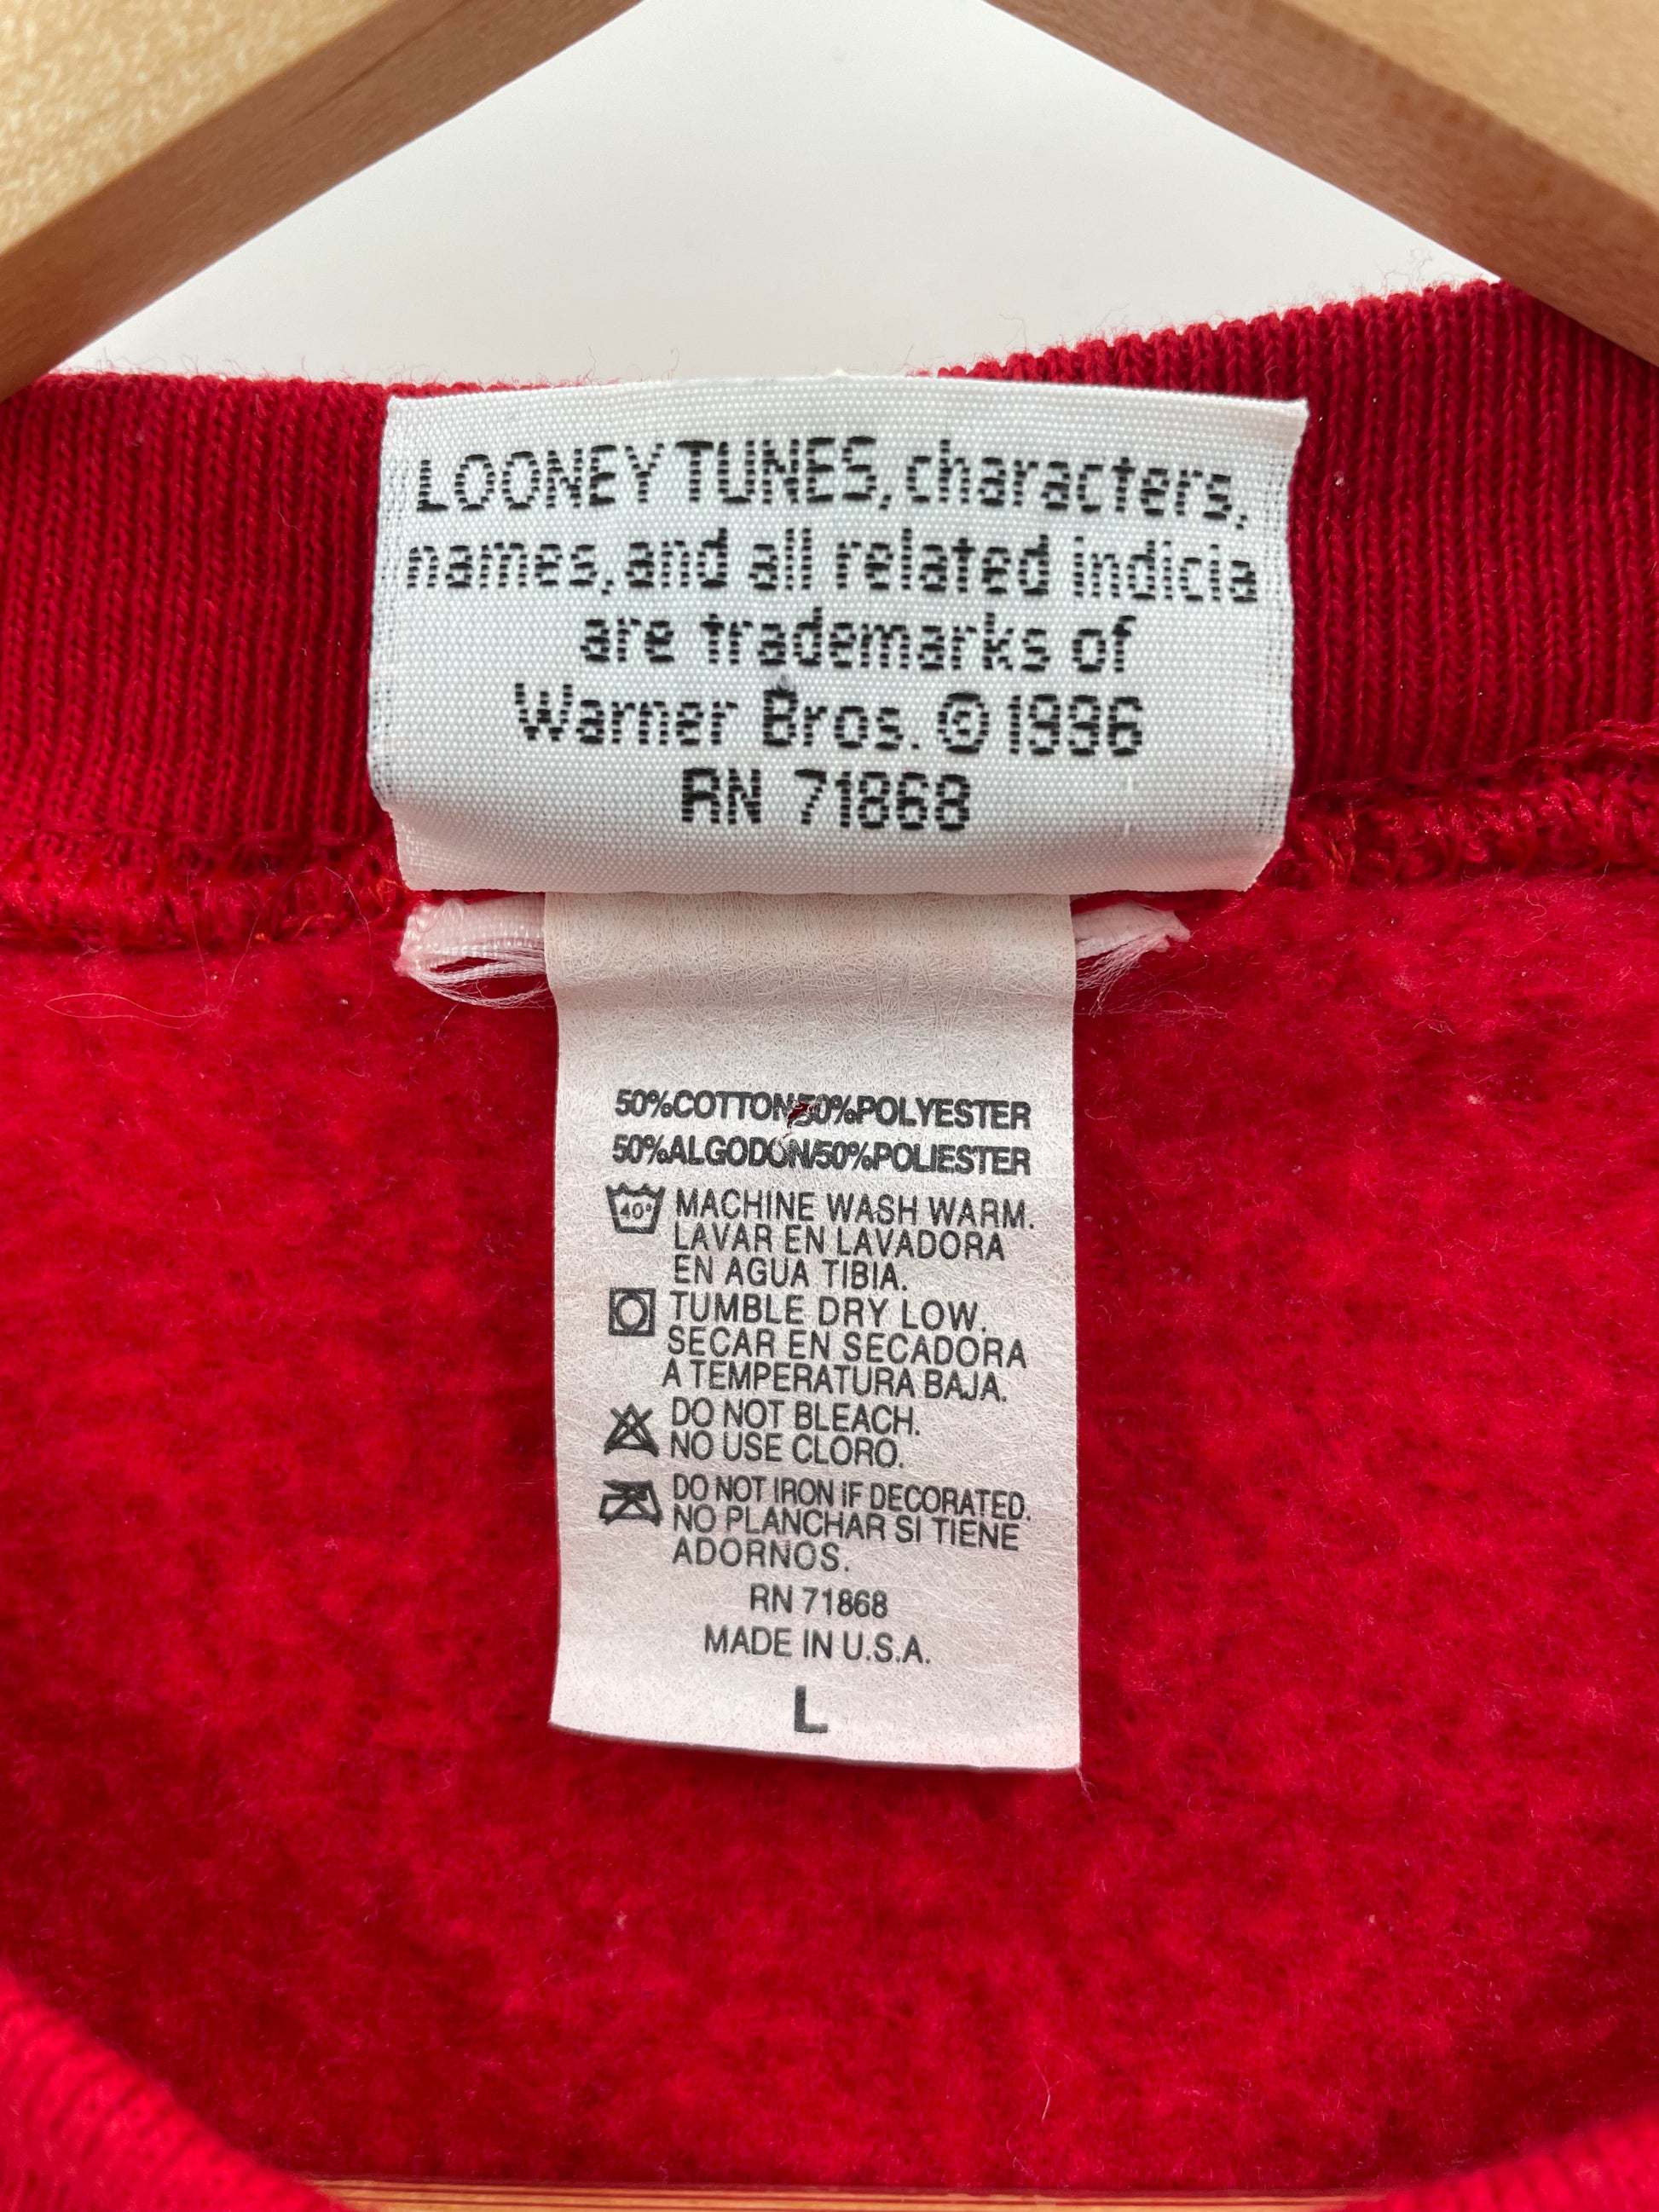 LOONEY TUNES, characters,
names, and all related indicia
are trademarks of
Warner Bros. © 1996
RN 71868
50%COTTON/50%POLYESTER
50%ALGODON/50%POLIESTER
40°
MACHINE WASH WARM.
LAVAR EN LAVADORA
EN AGUA TIBIA.
TUMBLE DRY LOW.
SECAR EN SECADORA
A TEMPERATURA BAJA.
DO NOT BLEACH.
NO USE CLORO.
DO NOT IRON IF DECORATED.
NO PLANCHAR SI TIENE
ADORNOS.
RN 71868
MADE IN U.S.A.
L